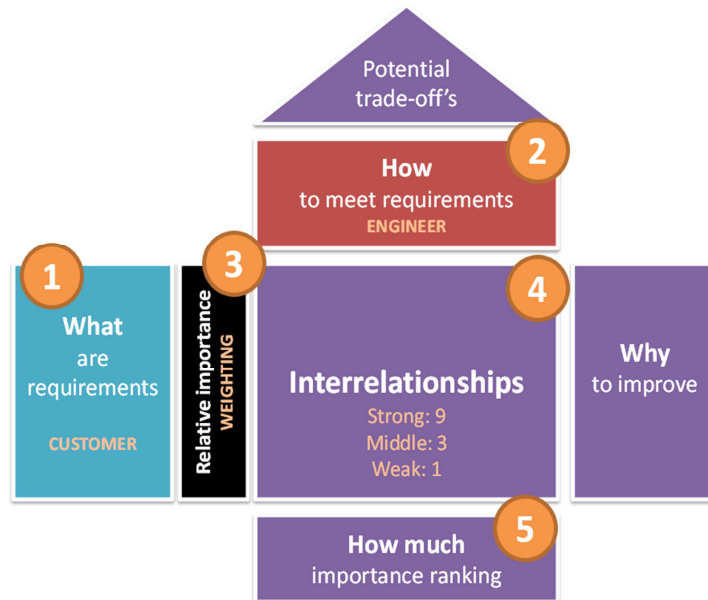 Potential
trade-off's
2
How
to meet requirements
ENGINEER
1
What
are
requirements
CUSTOMER
3
Relative importance
WEIGHTING
4
Interrelationships
Strong: 9
Middle: 3
Weak: 1
Why
to improve
5
How much
importance ranking